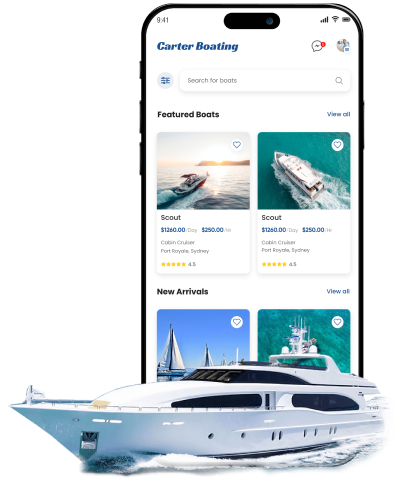 9:41
Carter Boating
Search for boats
Featured Boats
View all
Scout
$1260.00/Day $250.00/Hr
Cabin Cruiser
Port Royale, Sydney
4.5
Scout
$1260.00/Day $250.00/Hr
Cabin Cruiser
Port Royale, Sydney
4.5
New Arrivals
View all